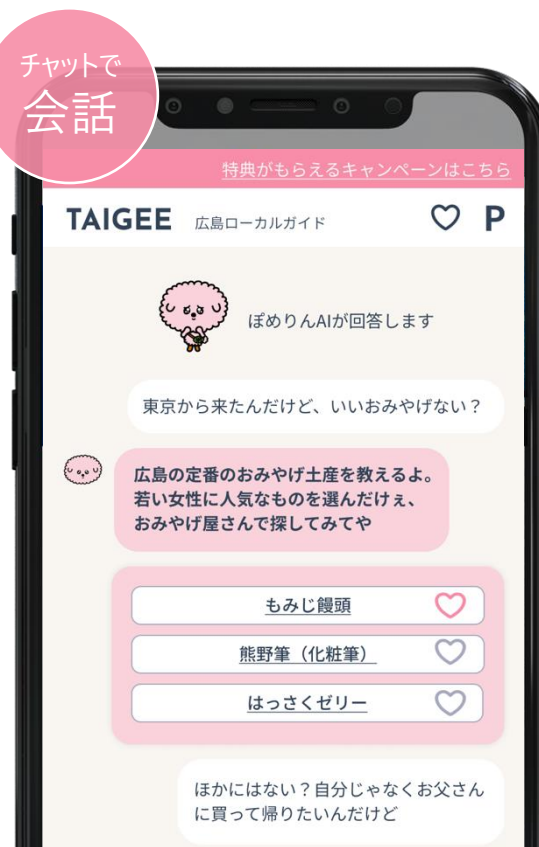 チャットで
会話
特典がもらえるキャンペーンはこちら
TAIGEE 広島ローカルガイド P
ぽめりんAIが回答します
東京から来たんだけど、いいおみやげない？
広島の定番のおみやげ土産を教えるよ。
若い女性に人気なものを選んだけぇ、
おみやげ屋さんで探してみてや
もみじ饅頭
熊野筆（化粧筆）
はっさくゼリー
ほかにはない？自分じゃなくお父さん
に買って帰りたいんだけど